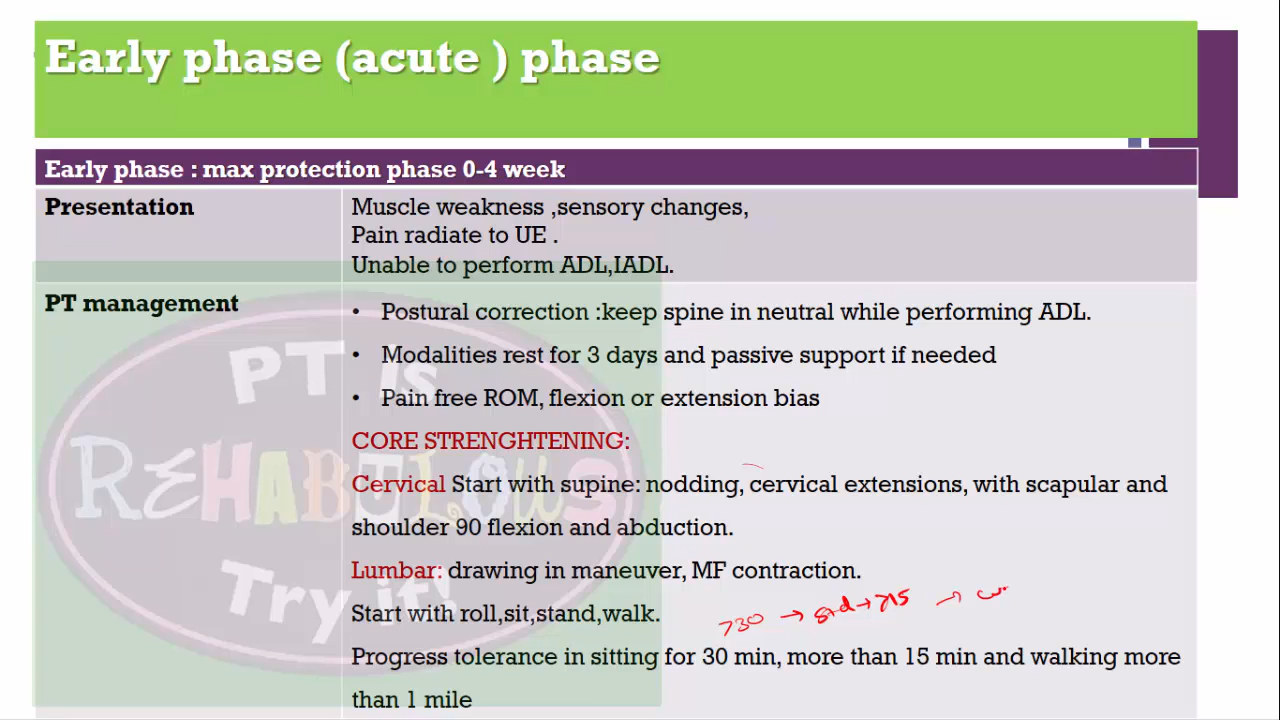 Early phase (acute ) phase
Early phase : max protection phase 0-4 week
Presentation
Muscle weakness ,sensory changes,
Pain radiate to UE .
Unable to perform ADL,IADL.
PT management
• Postural correction :keep spine in neutral while performing ADL.
• Modalities rest for 3 days and passive support if needed
• Pain free ROM, flexion or extension bias
CORE STRENGHTENING:
Cervical Start with supine: nodding, cervical extensions, with scapular and
shoulder 90 flexion and abduction.
Lumbar: drawing in maneuver, MF contraction.
Start with roll,sit,stand,walk.
>30 → std → >15 →
Progress tolerance in sitting for 30 min, more than 15 min and walking more
than 1 mile
PT is
REHABULOUS
Try it!